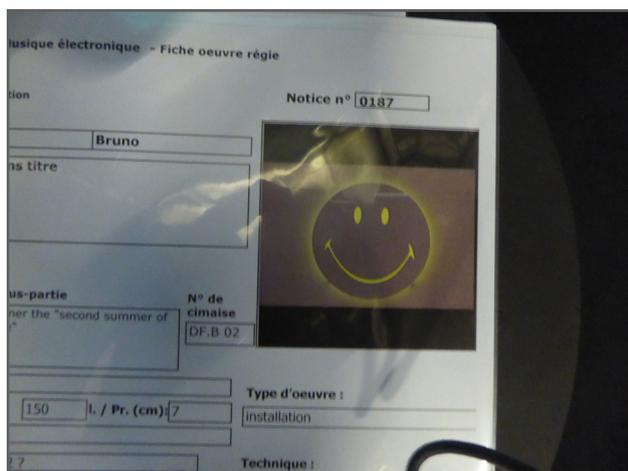 usique électronique - Fiche oeuvre régie
tion
Notice n° 0187
Bruno
ns titre
us-partie
N° de cimaise
ner the "second summer of
DF.B 02
Type d'oeuvre :
150 l. / Pr. (cm): 7
installation
Technique :